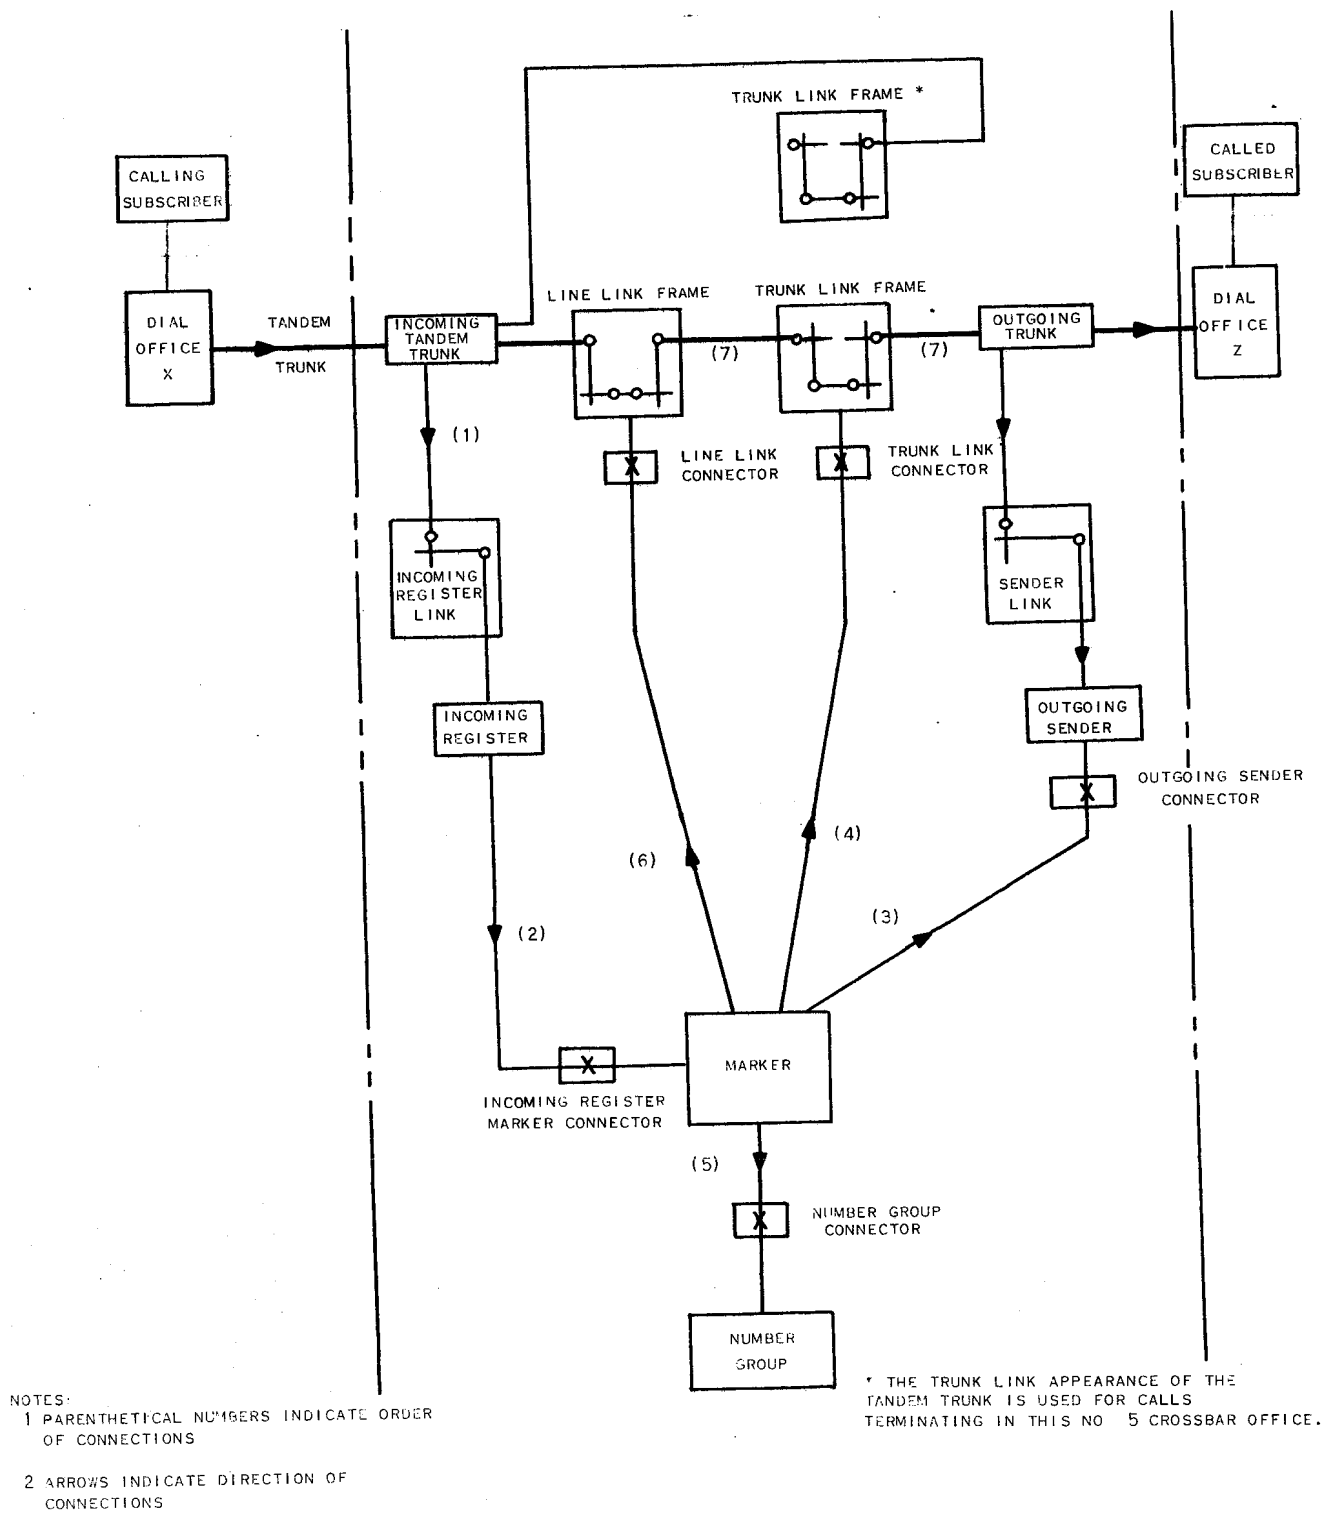 TRUNK LINK FRAME *
CALLING
SUBSCRIBER
CALLED
SUBSCRIBER
DIAL
OFFICE
X
TANDEM
TRUNK
INCOMING
TANDEM
TRUNK
LINE LINK FRAME
TRUNK LINK FRAME
OUTGOING
TRUNK
DIAL
OFFICE
Z
(7)
(7)
(1)
LINE LINK
CONNECTOR
TRUNK LINK
CONNECTOR
INCOMING
REGISTER
LINK
SENDER
LINK
INCOMING
REGISTER
OUTGOING
SENDER
OUTGOING SENDER
CONNECTOR
(6)
(4)
(3)
(2)
MARKER
INCOMING REGISTER
MARKER CONNECTOR
(5)
NUMBER GROUP
CONNECTOR
NUMBER
GROUP
NOTES:
1 PARENTHETICAL NUMBERS INDICATE ORDER
OF CONNECTIONS
2 ARROWS INDICATE DIRECTION OF
CONNECTIONS
* THE TRUNK LINK APPEARANCE OF THE
TANDEM TRUNK IS USED FOR CALLS
TERMINATING IN THIS NO 5 CROSSBAR OFFICE.